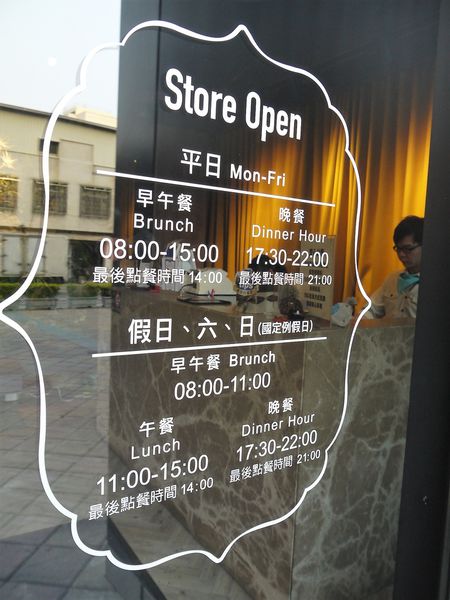 Store Open
平日 Mon-Fri
早午餐
Brunch
08:00-15:00
最後點餐時間 14:00
晚餐
Dinner Hour
17:30-22:00
最後點餐時間 21:00
假日、六、日(國定例假日)
早午餐 Brunch
08:00-11:00
午餐
Lunch
11:00-15:00
最後點餐時間 14:00
晚餐
Dinner Hour
17:30-22:00
最後點餐時間 21:00